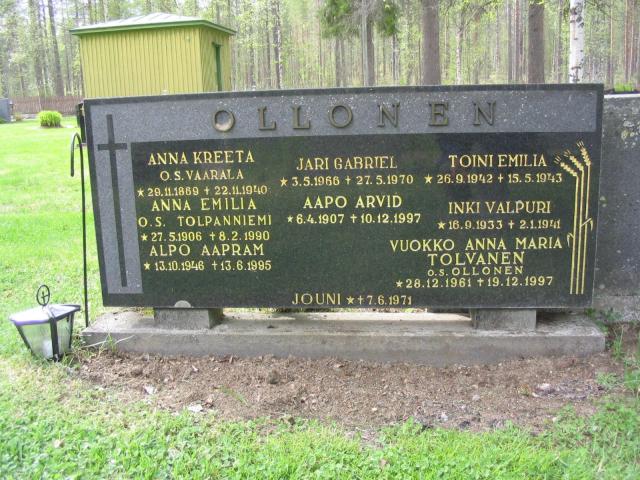 OLLONEN
ANNA KREETA
O.S. VAARALA
★ 29.11.1869 + 22.11.1940
ANNA EMILIA
O.S. TOLPANNIEMI
★ 27.5.1906 + 8.2.1990
ALPO AAPRAM
★ 13.10.1946 + 13.6.1995
JARI GABRIEL
★ 3.5.1966 + 27.5.1970
AAPO ARVID
★ 6.4.1907 + 10.12.1997
TOINI EMILIA
★ 26.9.1942 + 15.5.1943
INKI VALPURI
★ 16.9.1933 + 2.1.1941
VUOKKO ANNA MARIA
TOLVANEN
O.S. OLLONEN
★ 28.12.1961 + 19.12.1997
JOUNI ★ + 7.6.1971